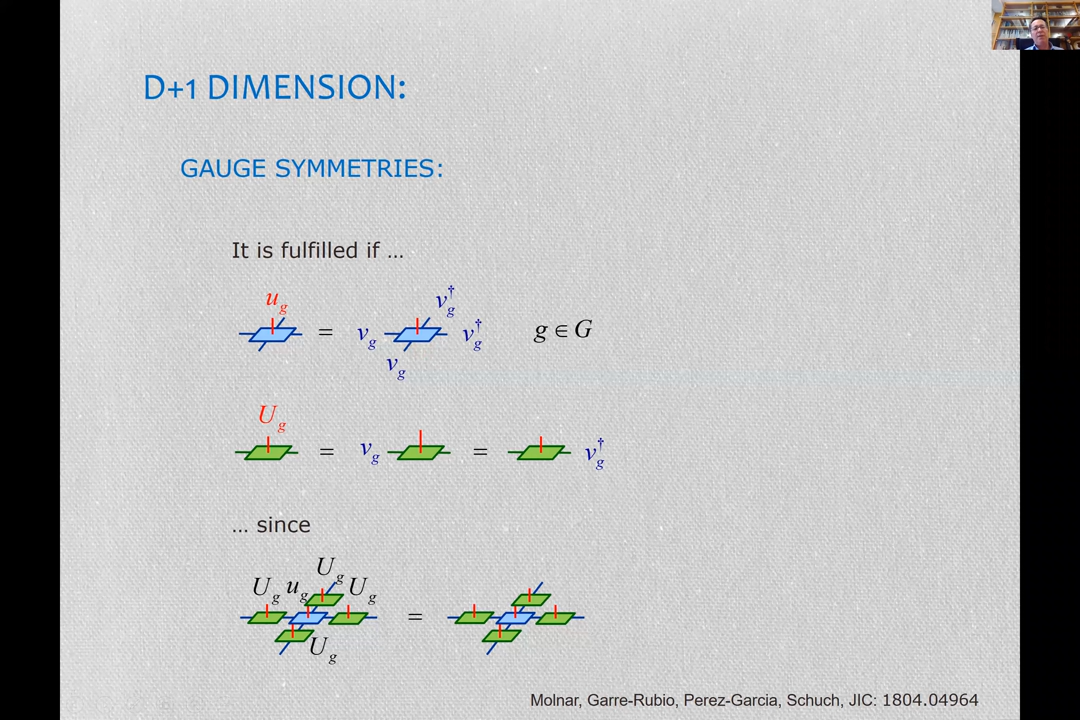 D+1 DIMENSION:
GAUGE SYMMETRIES:
It is fulfilled if ...
u_g = v_g v_g v_g^† v_g^† g ∈ G
U_g = v_g = v_g^†
... since
U_g u_g U_g U_g U_g =
Molnar, Garre-Rubio, Perez-Garcia, Schuch, JIC: 1804.04964